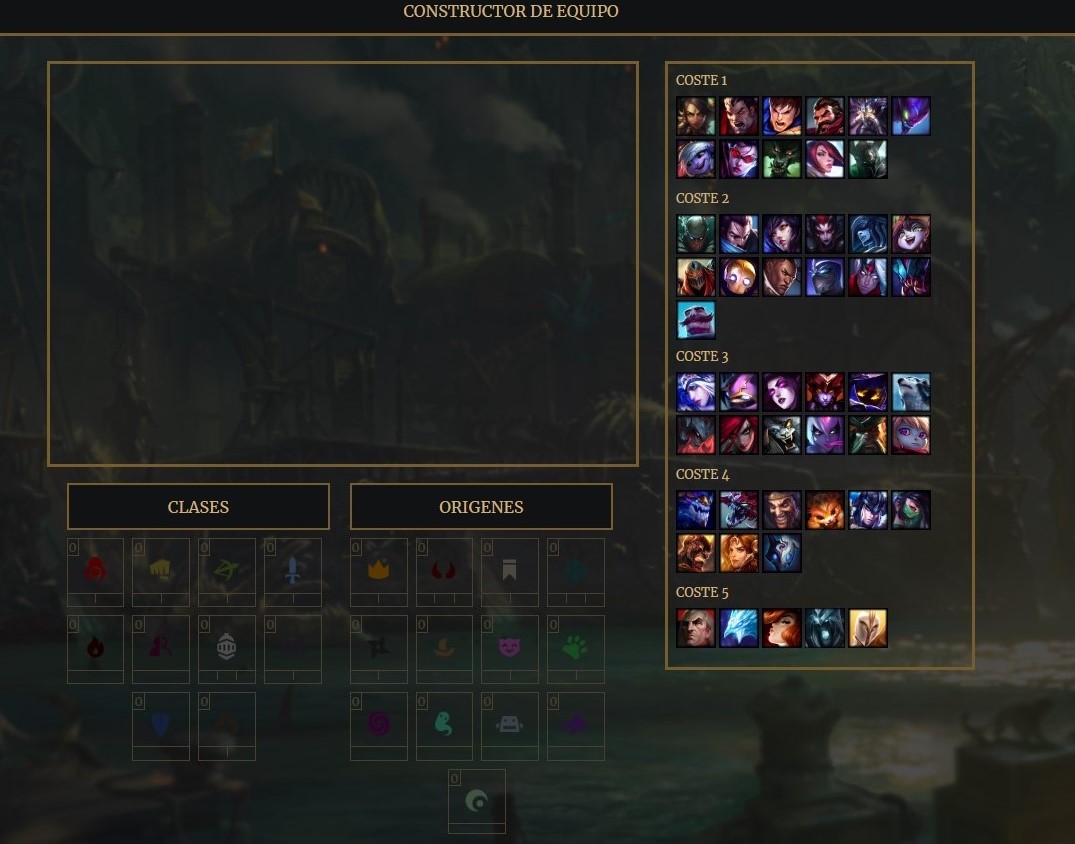 CONSTRUCTOR DE EQUIPO
COSTE 1
COSTE 2
COSTE 3
COSTE 4
COSTE 5
CLASES
ORIGENES
0 0 0 0 0 0 0 0
0 0 0 0 0 0 0 0
0 0 0 0 0 0
0